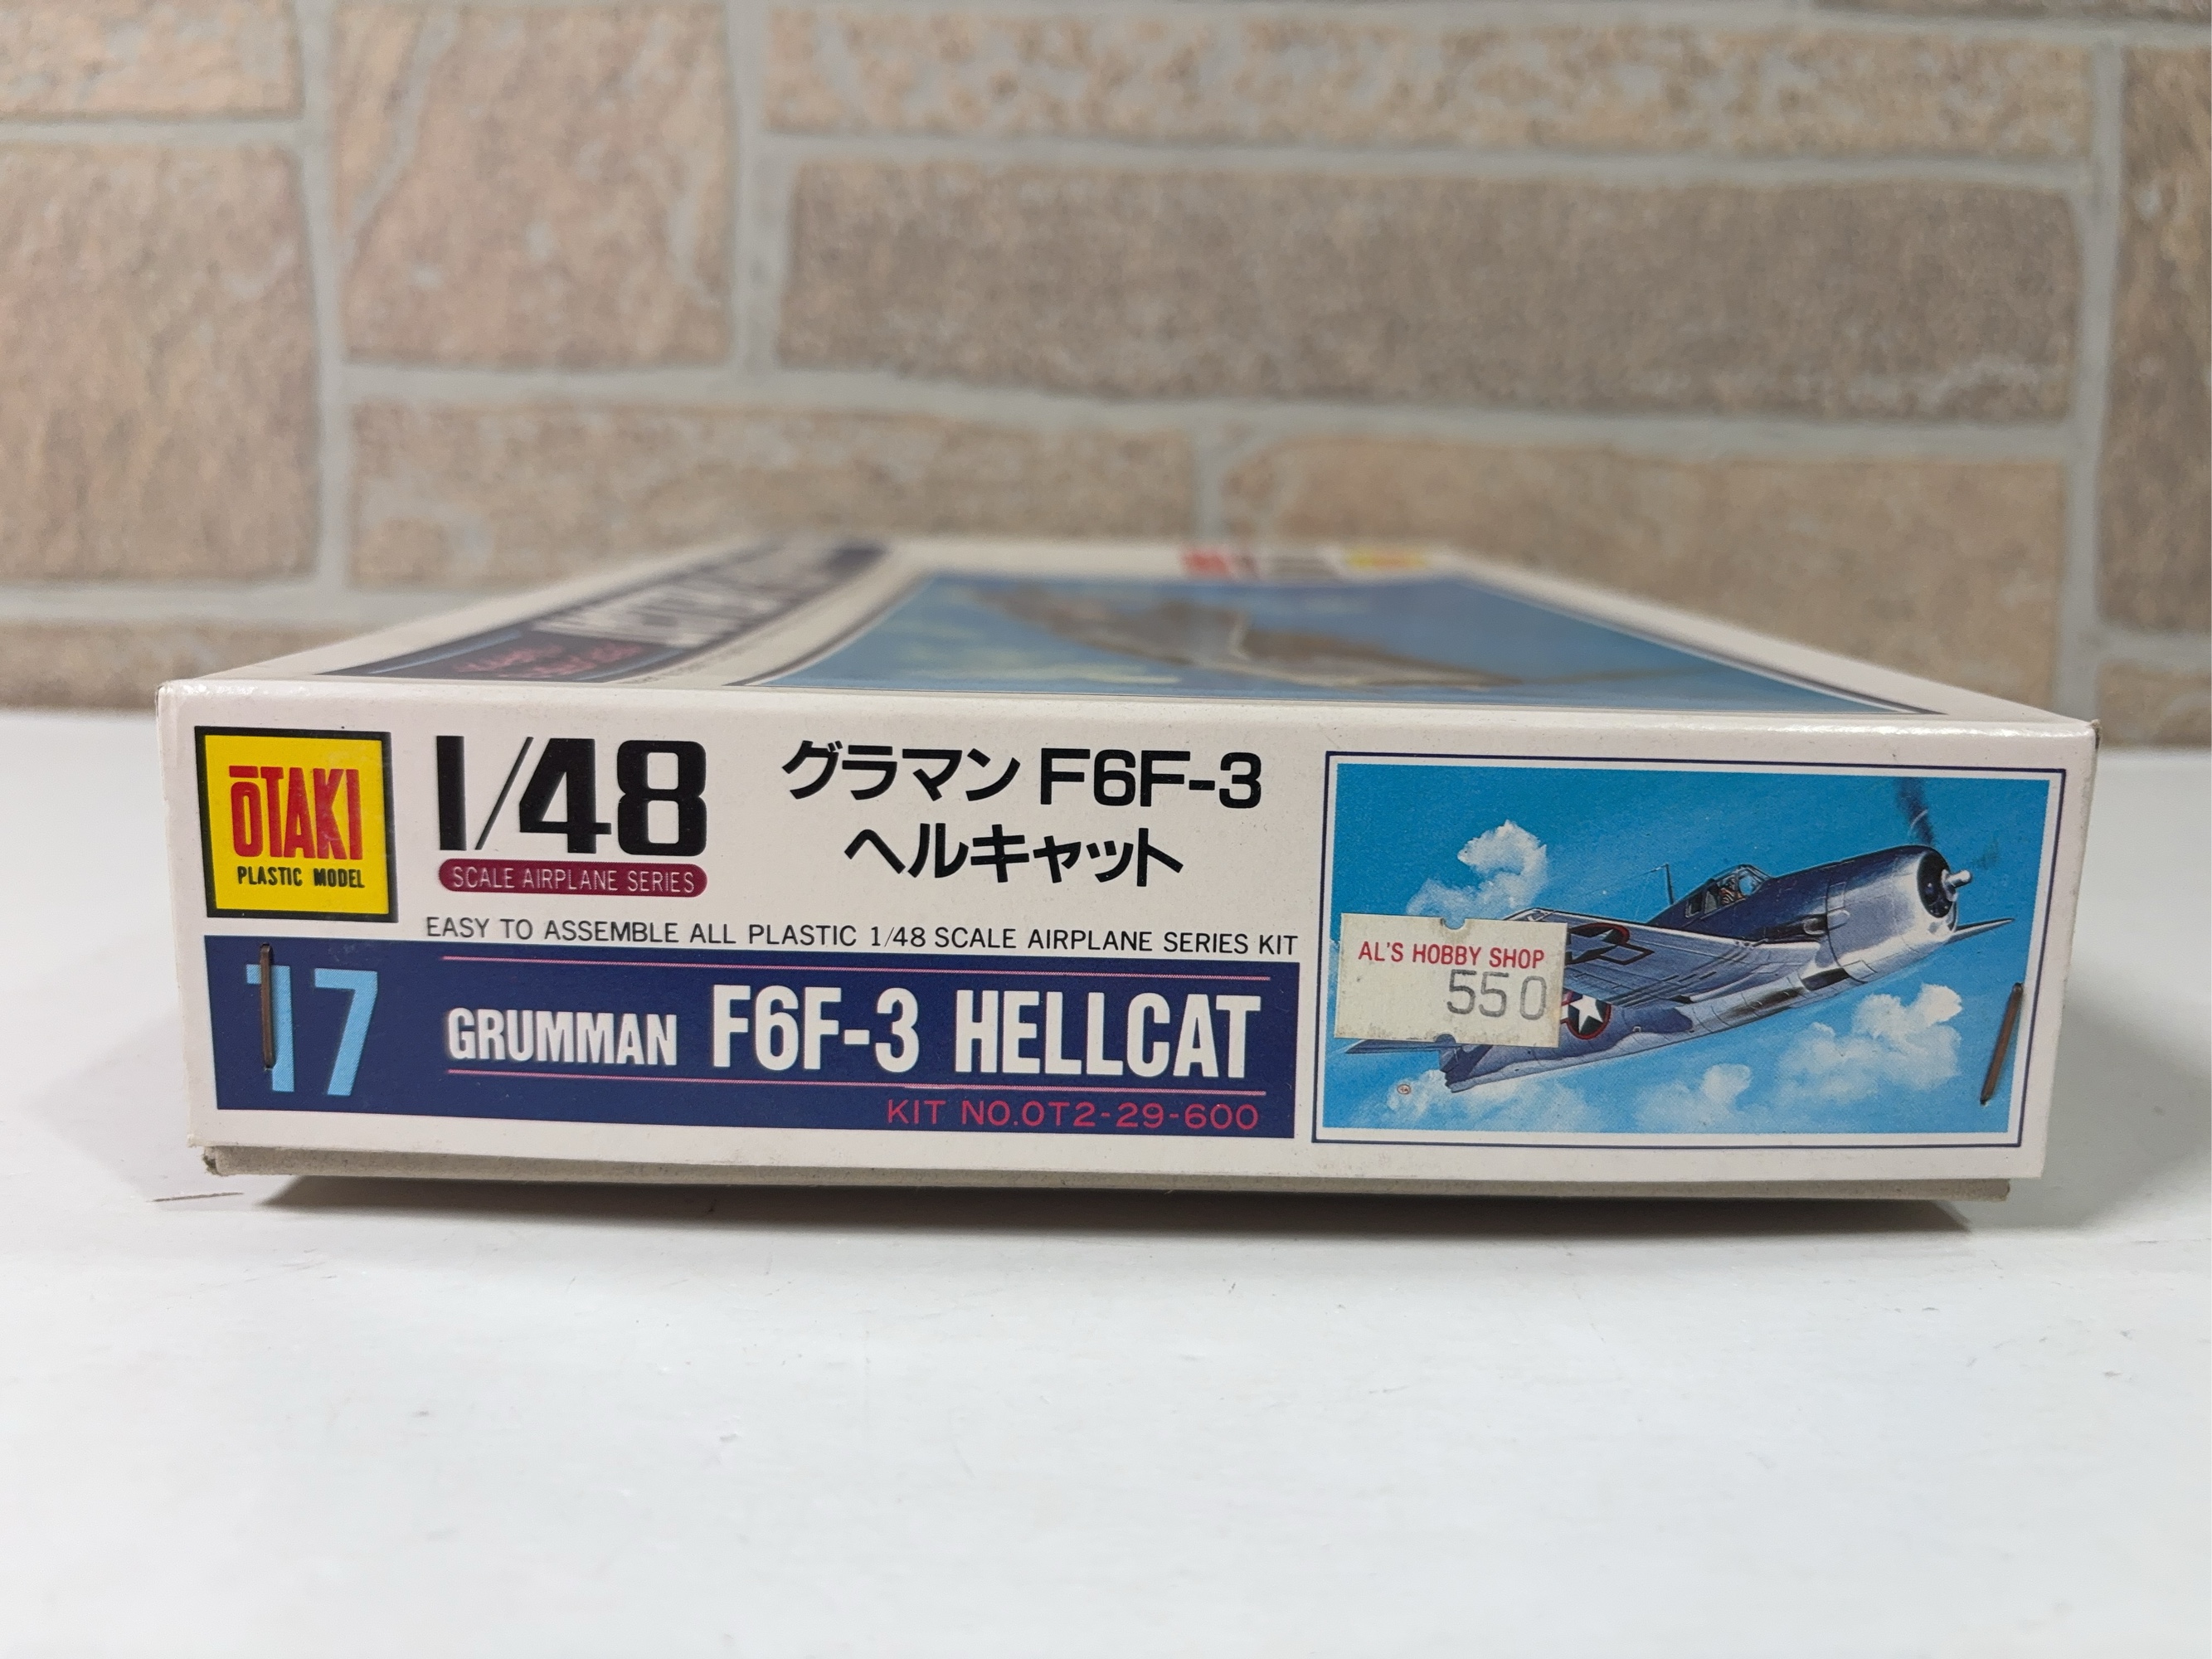 ŌTAKI
PLASTIC MODEL
1/48
SCALE AIRPLANE SERIES
グラマン F6F-3
ヘルキャット
EASY TO ASSEMBLE ALL PLASTIC 1/48 SCALE AIRPLANE SERIES KIT
17
GRUMMAN F6F-3 HELLCAT
KIT NO.OT2-29-600
AL'S HOBBY SHOP
550